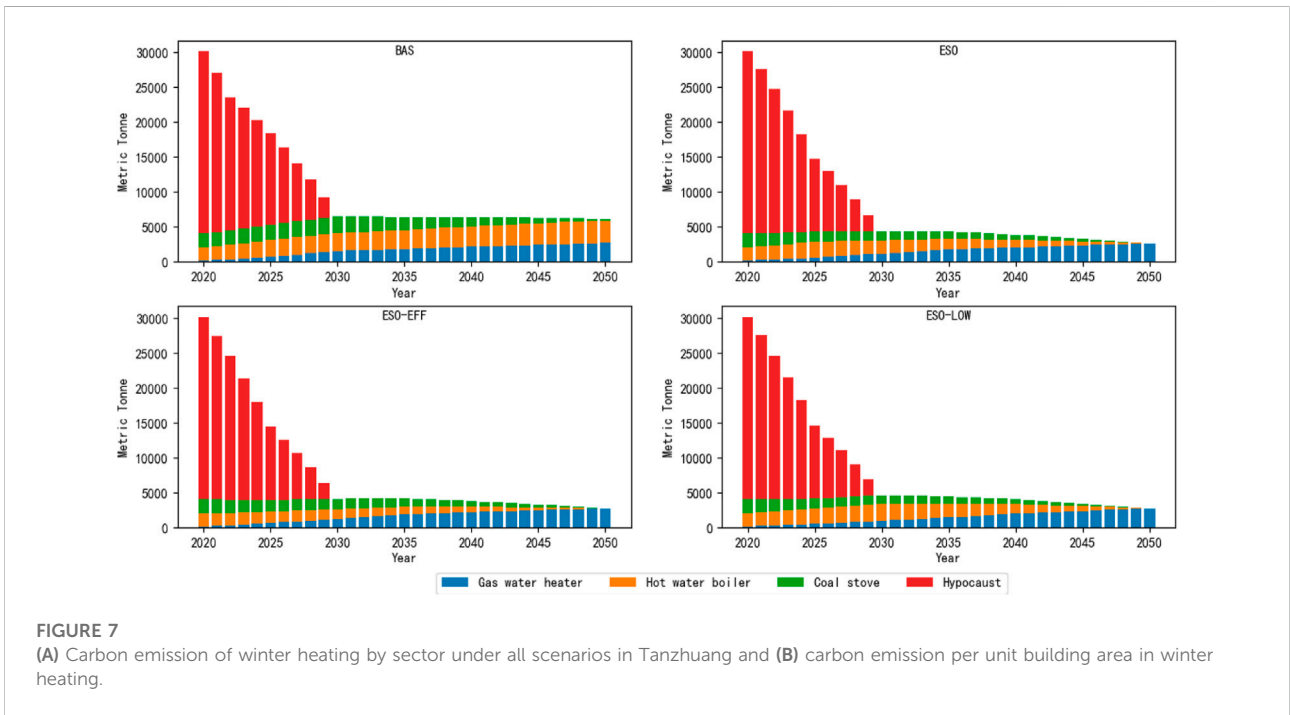 BAS
30000
25000
20000
15000
10000
5000
0
Metric Tonne
2020 2025 2030 2035 2040 2045 2050
Year
ESO
30000
25000
20000
15000
10000
5000
0
Metric Tonne
2020 2025 2030 2035 2040 2045 2050
Year
ESO-EFF
30000
25000
20000
15000
10000
5000
0
Metric Tonne
2020 2025 2030 2035 2040 2045 2050
Year
ESO-LOW
30000
25000
20000
15000
10000
5000
0
Metric Tonne
2020 2025 2030 2035 2040 2045 2050
Year
Gas water heater Hot water boiler Coal stove Hypocaust
FIGURE 7
(A) Carbon emission of winter heating by sector under all scenarios in Tanzhuang and (B) carbon emission per unit building area in winter
heating.